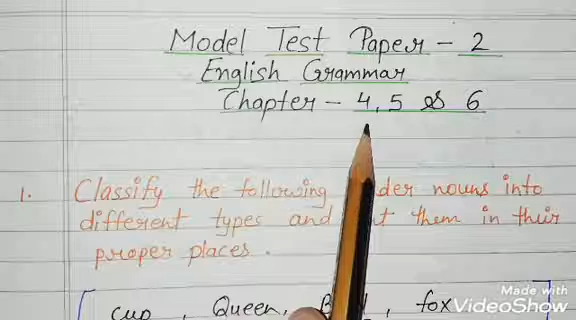 Model Test Paper - 2
English Grammar
Chapter - 4, 5 & 6
1. Classify the following nouns into
different types and them in their
proper places.
cup, Queen, , fox
Made with
VideoShow